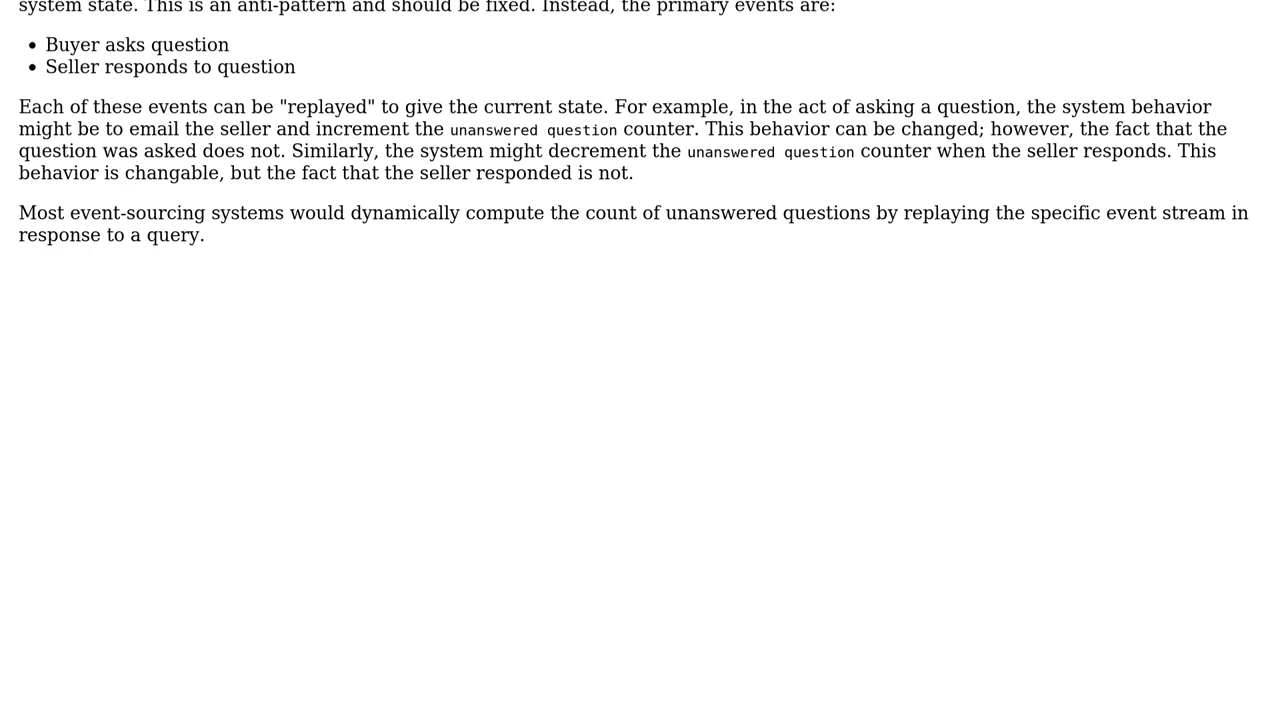 system state. This is an anti-pattern and should be fixed. Instead, the primary events are:
• Buyer asks question
• Seller responds to question
Each of these events can be "replayed" to give the current state. For example, in the act of asking a question, the system behavior
might be to email the seller and increment the unanswered question counter. This behavior can be changed; however, the fact that the
question was asked does not. Similarly, the system might decrement the unanswered question counter when the seller responds. This
behavior is changable, but the fact that the seller responded is not.
Most event-sourcing systems would dynamically compute the count of unanswered questions by replaying the specific event stream in
response to a query.